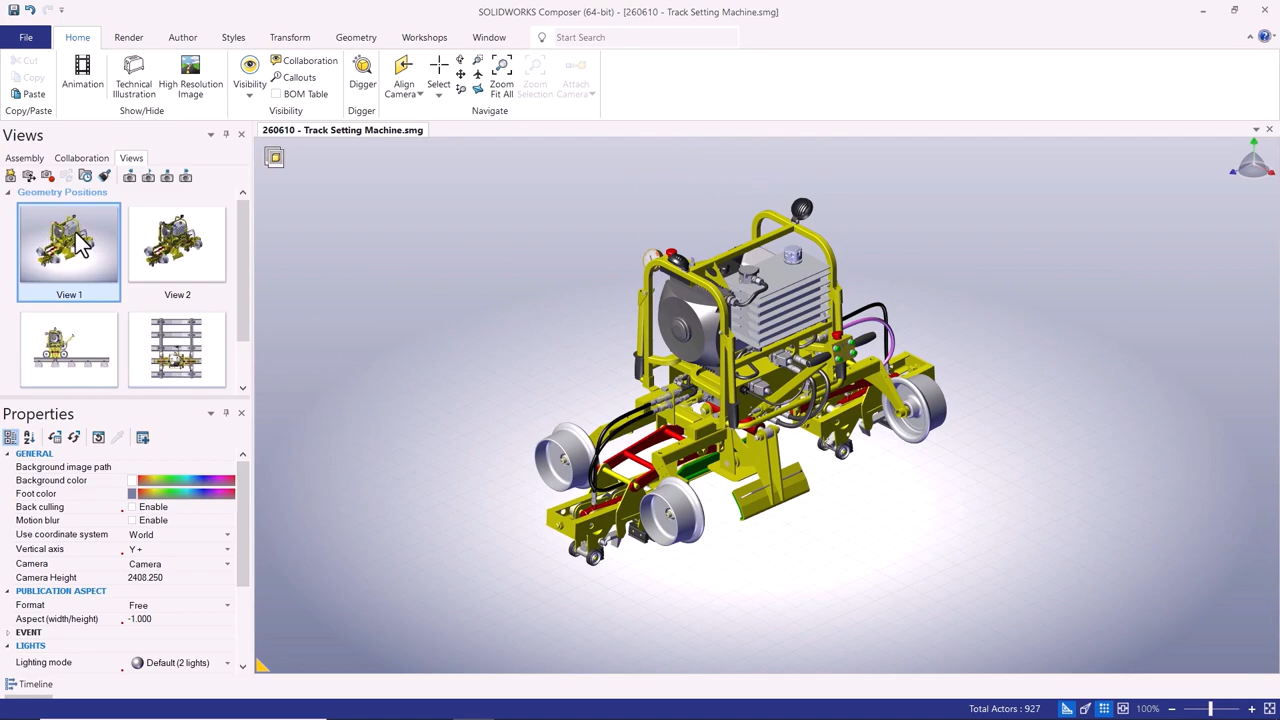 SOLIDWORKS Composer (64-bit) - [260610 - Track Setting Machine.smg]
File Home Render Author Styles Transform Geometry Workshops Window Start Search
Cut
Copy
Paste
Copy/Paste
Animation
Technical
Illustration
High Resolution
Image
Show/Hide
Visibility
Collaboration
Callouts
BOM Table
Visibility
Digger
Digger
Align
Camera
Select
Zoom
Fit All
Zoom
Selection
Attach
Camera
Navigate
Views
260610 - Track Setting Machine.smg
Assembly Collaboration Views
Geometry Positions
View 1 View 2
Properties
GENERAL
Background image path
Background color
Foot color
Back culling Enable
Motion blur Enable
Use coordinate system World
Vertical axis Y +
Camera Camera
Camera Height 2408.250
PUBLICATION ASPECT
Format Free
Aspect (width/height) -1.000
EVENT
LIGHTS
Lighting mode Default (2 lights)
Timeline
Total Actors: 927 100%